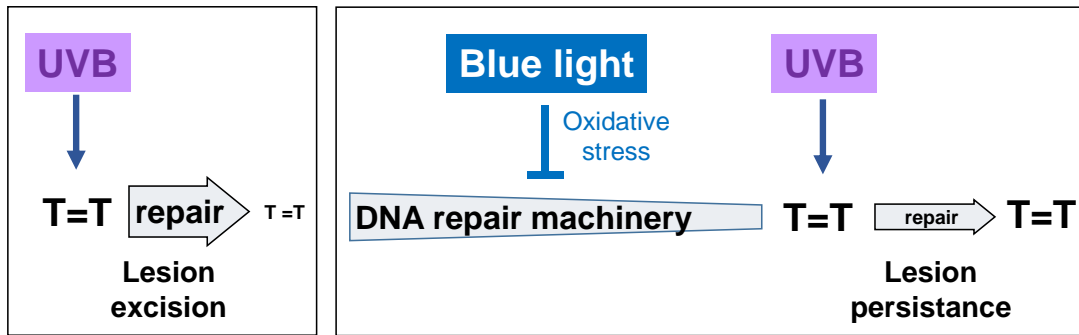 UVB
T=T
repair
T =T
Lesion
excision
Blue light
UVB
Oxidative
stress
DNA repair machinery
T=T
repair
T=T
Lesion
persistance